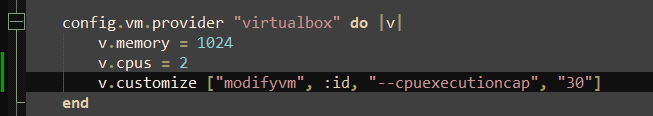 config.vm.provider "virtualbox" do |v|
v.memory = 1024
v.cpus = 2
v.customize ["modifyvm", :id, "--cpuexecutioncap", "30"]
end